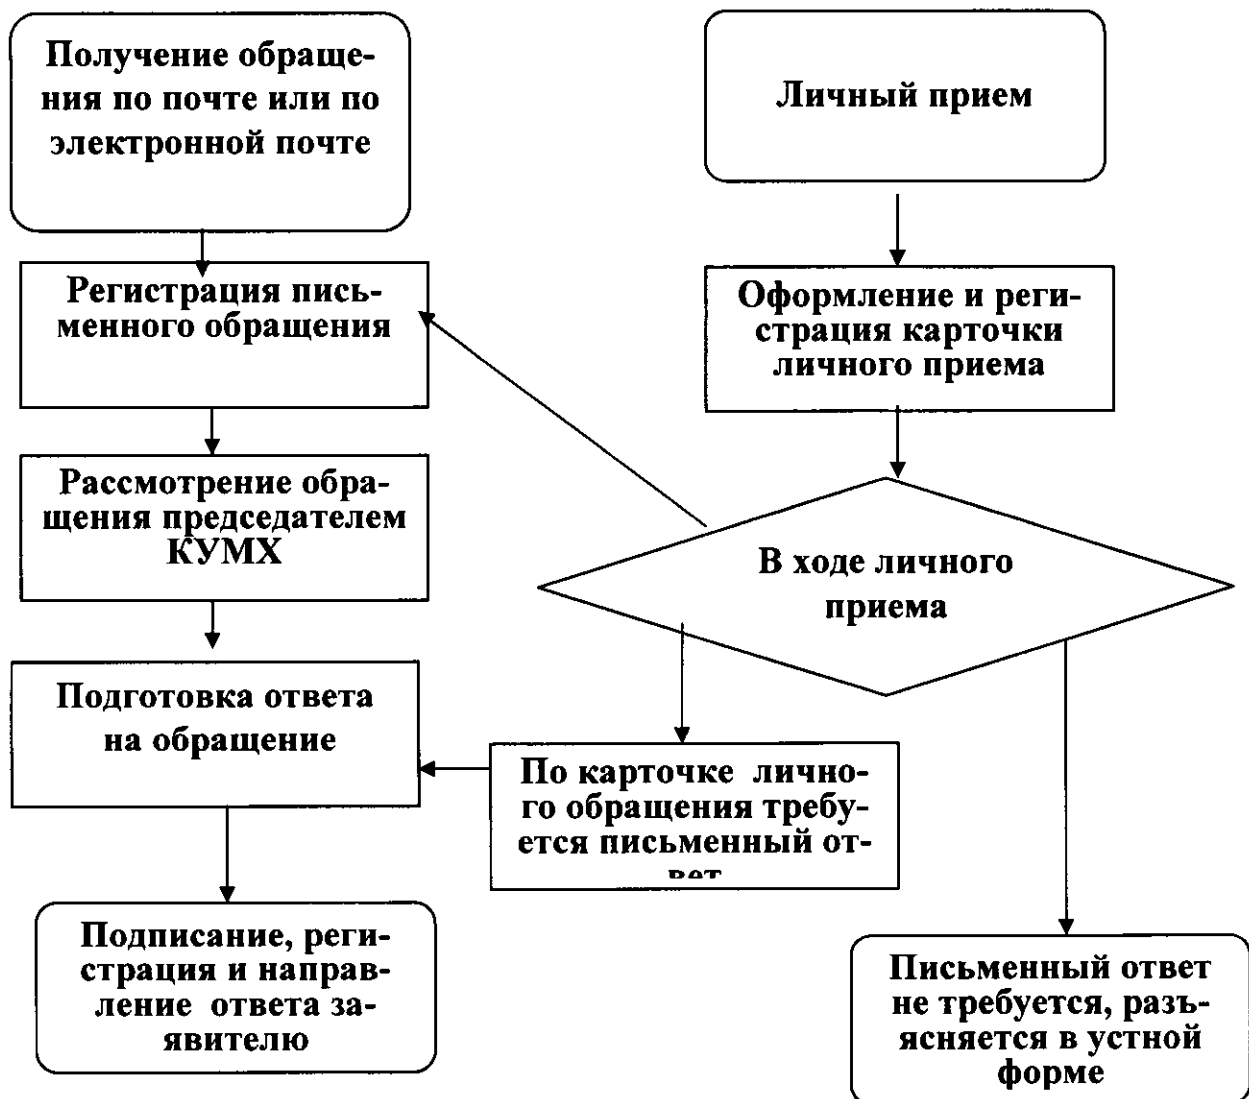 Получение обраще-
ния по почте или по
электронной почте
Личный прием
Регистрация пись-
менного обращения
Оформление и реги-
страция карточки
личного приема
Рассмотрение обра-
щения председателем
КУМХ
В ходе личного
приема
Подготовка ответа
на обращение
По карточке  лично-
го обращения требу-
ется письменный от-
вет
Подписание, реги-
страция и направ-
ление  ответа за-
явителю
Письменный ответ
не требуется, разъ-
ясняется в устной
форме